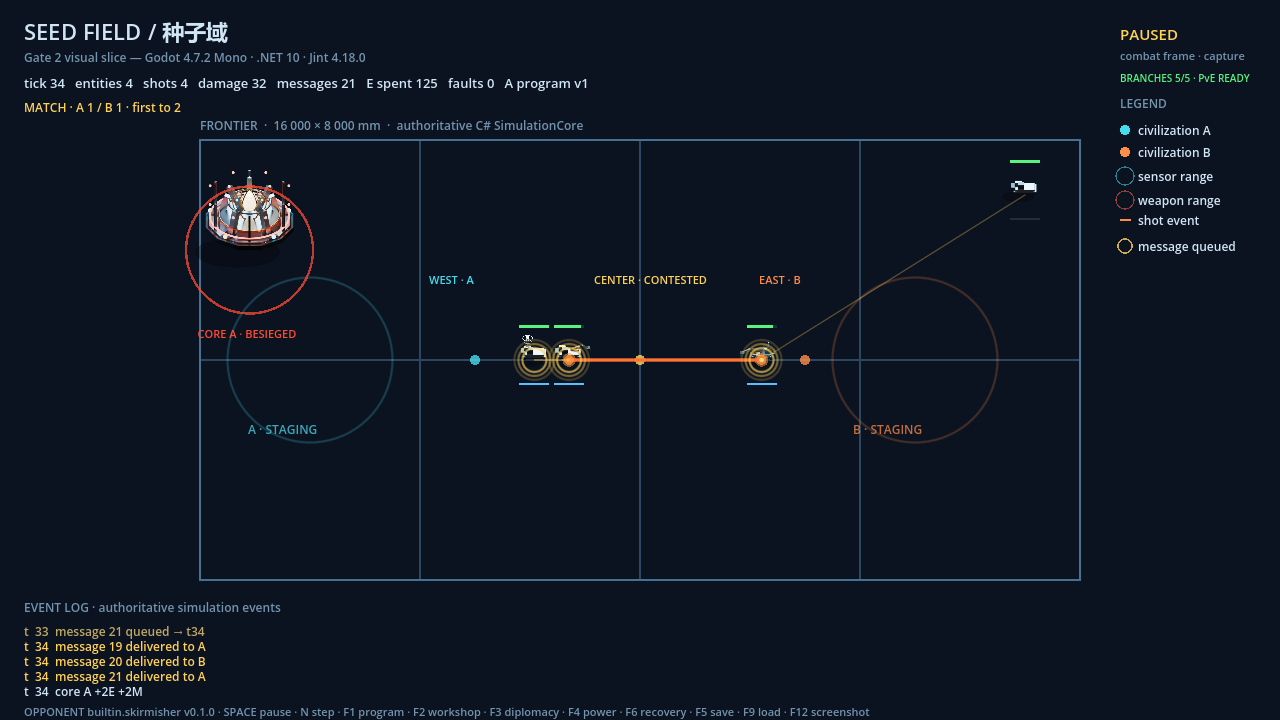 SEED FIELD / 种子域
Gate 2 visual slice — Godot 4.7.2 Mono · .NET 10 · Jint 4.18.0
tick 34 entities 4 shots 4 damage 32 messages 21 E spent 125 faults 0 A program v1
MATCH · A 1 / B 1 · first to 2
FRONTIER · 16 000 × 8 000 mm · authoritative C# SimulationCore
PAUSED
combat frame · capture
BRANCHES 5/5 · PvE READY
LEGEND
civilization A
civilization B
sensor range
weapon range
shot event
message queued
WEST · A
CENTER · CONTESTED
EAST · B
CORE A · BESIEGED
A · STAGING
B · STAGING
EVENT LOG · authoritative simulation events
t 33 message 21 queued → t34
t 34 message 19 delivered to A
t 34 message 20 delivered to B
t 34 message 21 delivered to A
t 34 core A +2E +2M
OPPONENT builtin.skirmisher v0.1.0 · SPACE pause · N step · F1 program · F2 workshop · F3 diplomacy · F4 power · F6 recovery · F5 save · F9 load · F12 screenshot